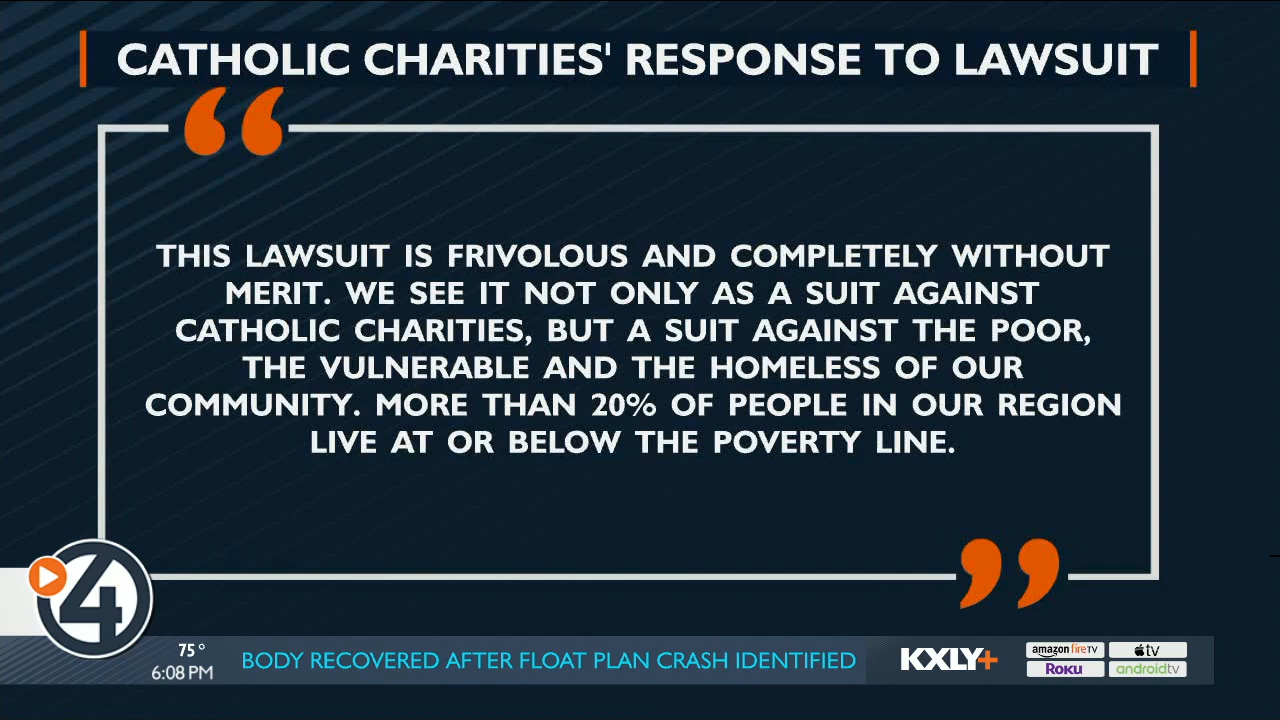 CATHOLIC CHARITIES' RESPONSE TO LAWSUIT
THIS LAWSUIT IS FRIVOLOUS AND COMPLETELY WITHOUT
MERIT. WE SEE IT NOT ONLY AS A SUIT AGAINST
CATHOLIC CHARITIES, BUT A SUIT AGAINST THE POOR,
THE VULNERABLE AND THE HOMELESS OF OUR
COMMUNITY. MORE THAN 20% OF PEOPLE IN OUR REGION
LIVE AT OR BELOW THE POVERTY LINE.
4
75°
6:08 PM
BODY RECOVERED AFTER FLOAT PLAN CRASH IDENTIFIED
KXLY+
amazon fireTV
tv
ROKU
androidtv